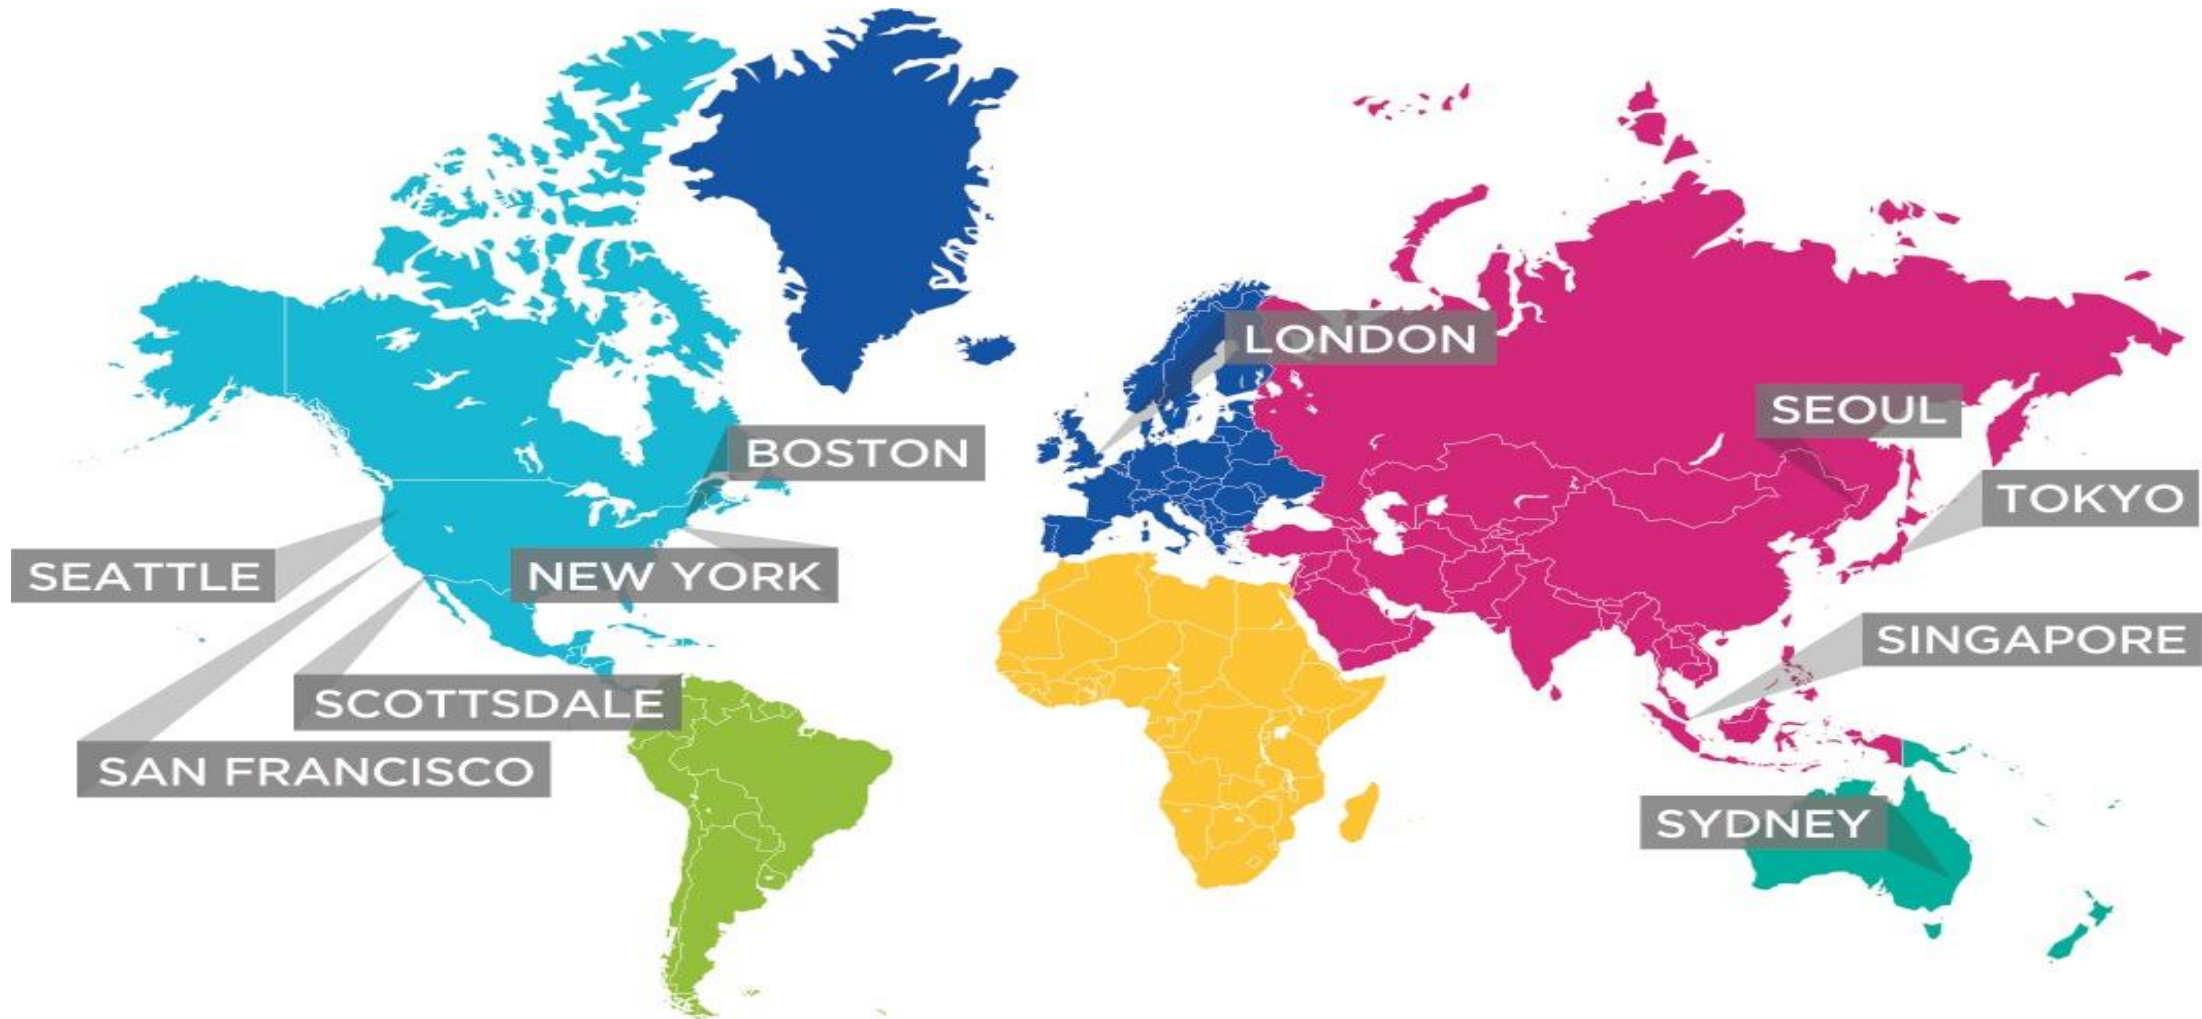 LONDON
SEOUL
BOSTON
TOKYO
SEATTLE
NEW YORK
SINGAPORE
SCOTTSDALE
SAN FRANCISCO
SYDNEY